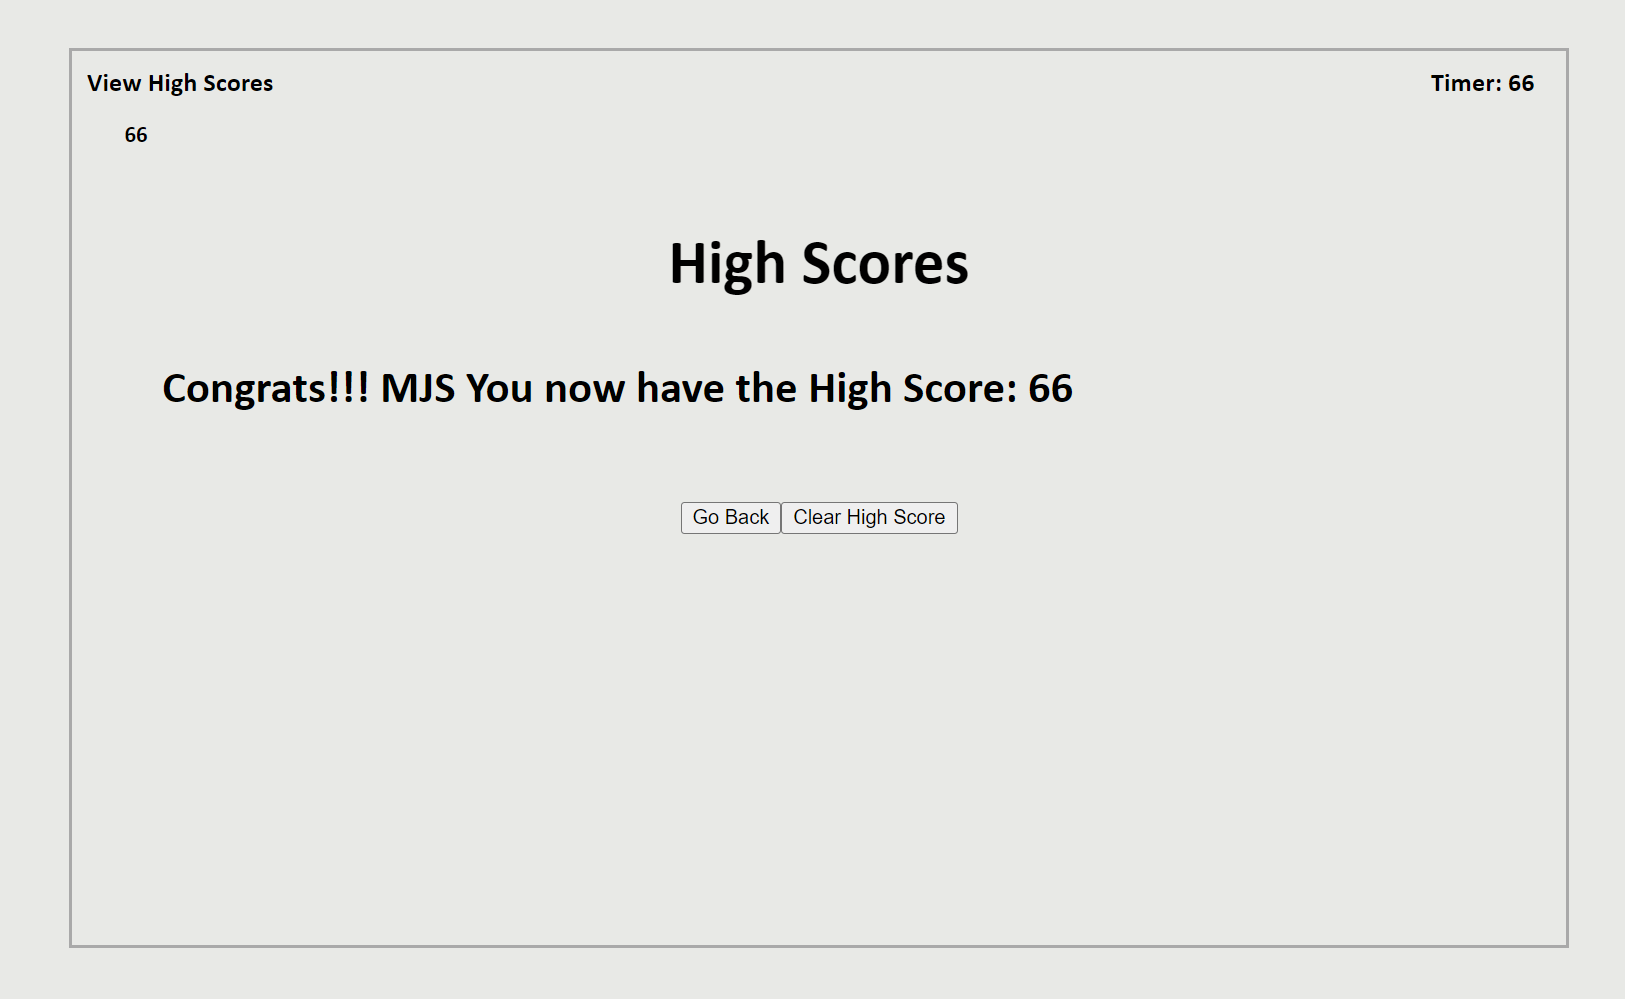 View High Scores
Timer: 66
66
High Scores
Congrats!!! MJS You now have the High Score: 66
Go Back
Clear High Score